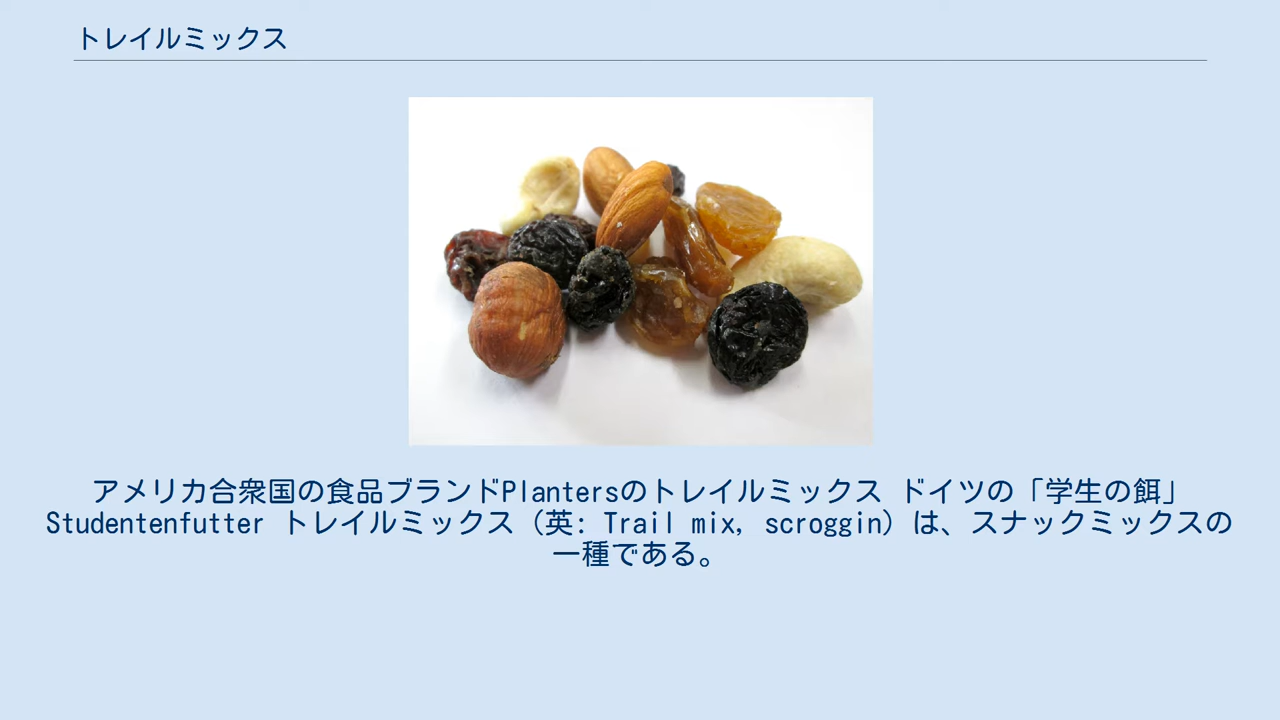 トレイルミックス
アメリカ合衆国の食品ブランドPlantersのトレイルミックス ドイツの「学生の餌」
Studentenfutter トレイルミックス（英: Trail mix, scroggin）は、スナックミックスの
一種である。